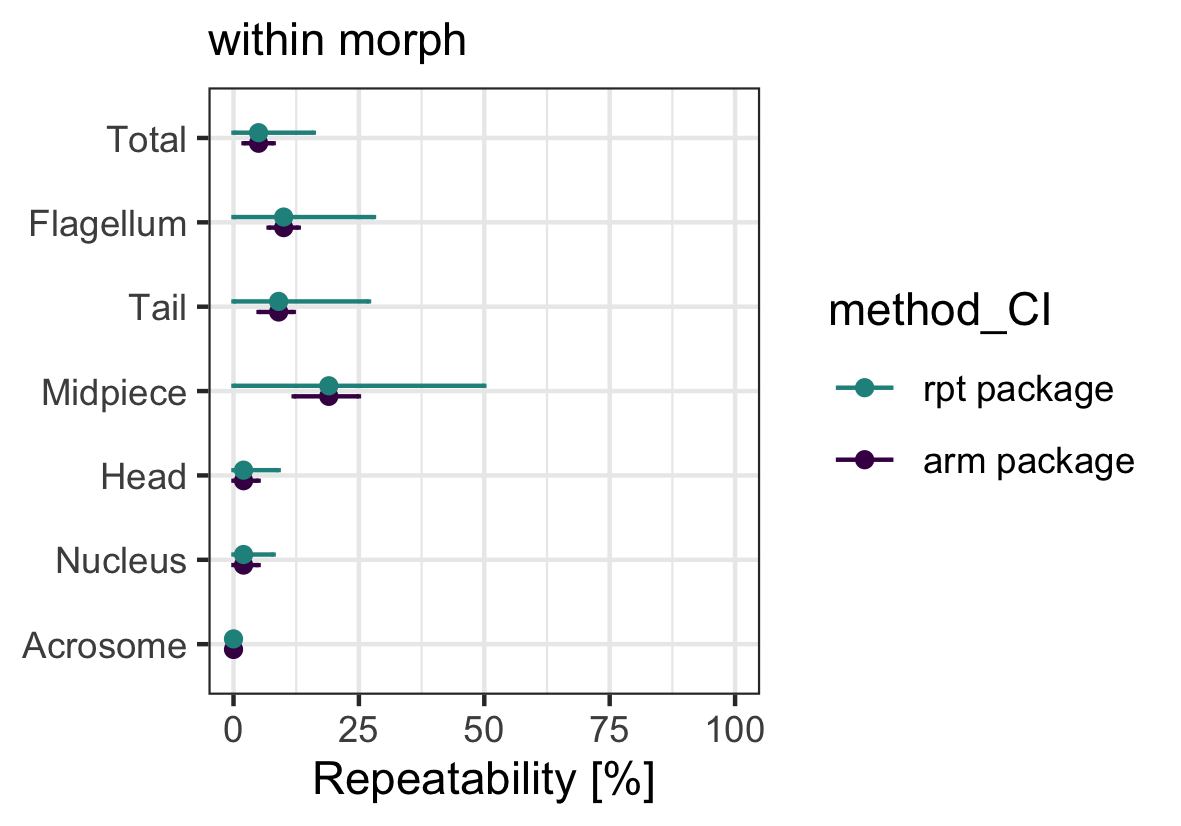 within morph
Total
Flagellum
Tail
Midpiece
Head
Nucleus
Acrosome
0 25 50 75 100
Repeatability [%]
method_CI
rpt package
arm package